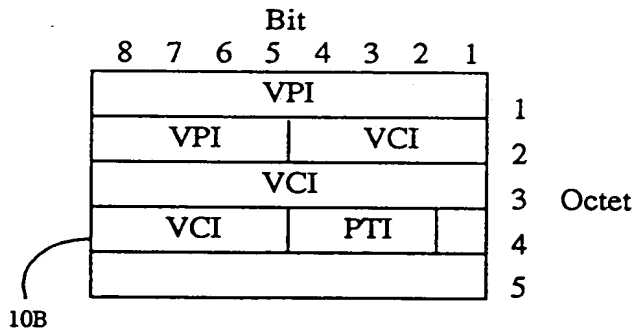 Bit
8 7 6 5 4 3 2 1
VPI
1
VPI VCI
2
VCI
3 Octet
VCI PTI
4
5
10B